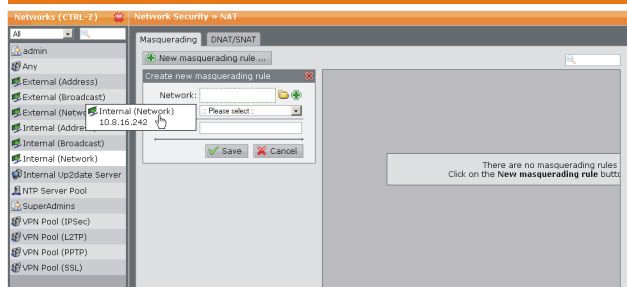 Networks (CTRL-Z)
Network Security » NAT
All
Masquerading
DNAT/SNAT
New masquerading rule ...
Create new masquerading rule
Network:
:: Please select ::
Save
Cancel
admin
Any
External (Address)
External (Broadcast)
External (Netwo
Internal (Addre
Internal (Broadcast)
Internal (Network)
Internal Up2date Server
NTP Server Pool
SuperAdmins
VPN Pool (IPSec)
VPN Pool (L2TP)
VPN Pool (PPTP)
VPN Pool (SSL)
Internal (Network)
10.8.16.242
There are no masquerading rules
Click on the New masquerading rule butto